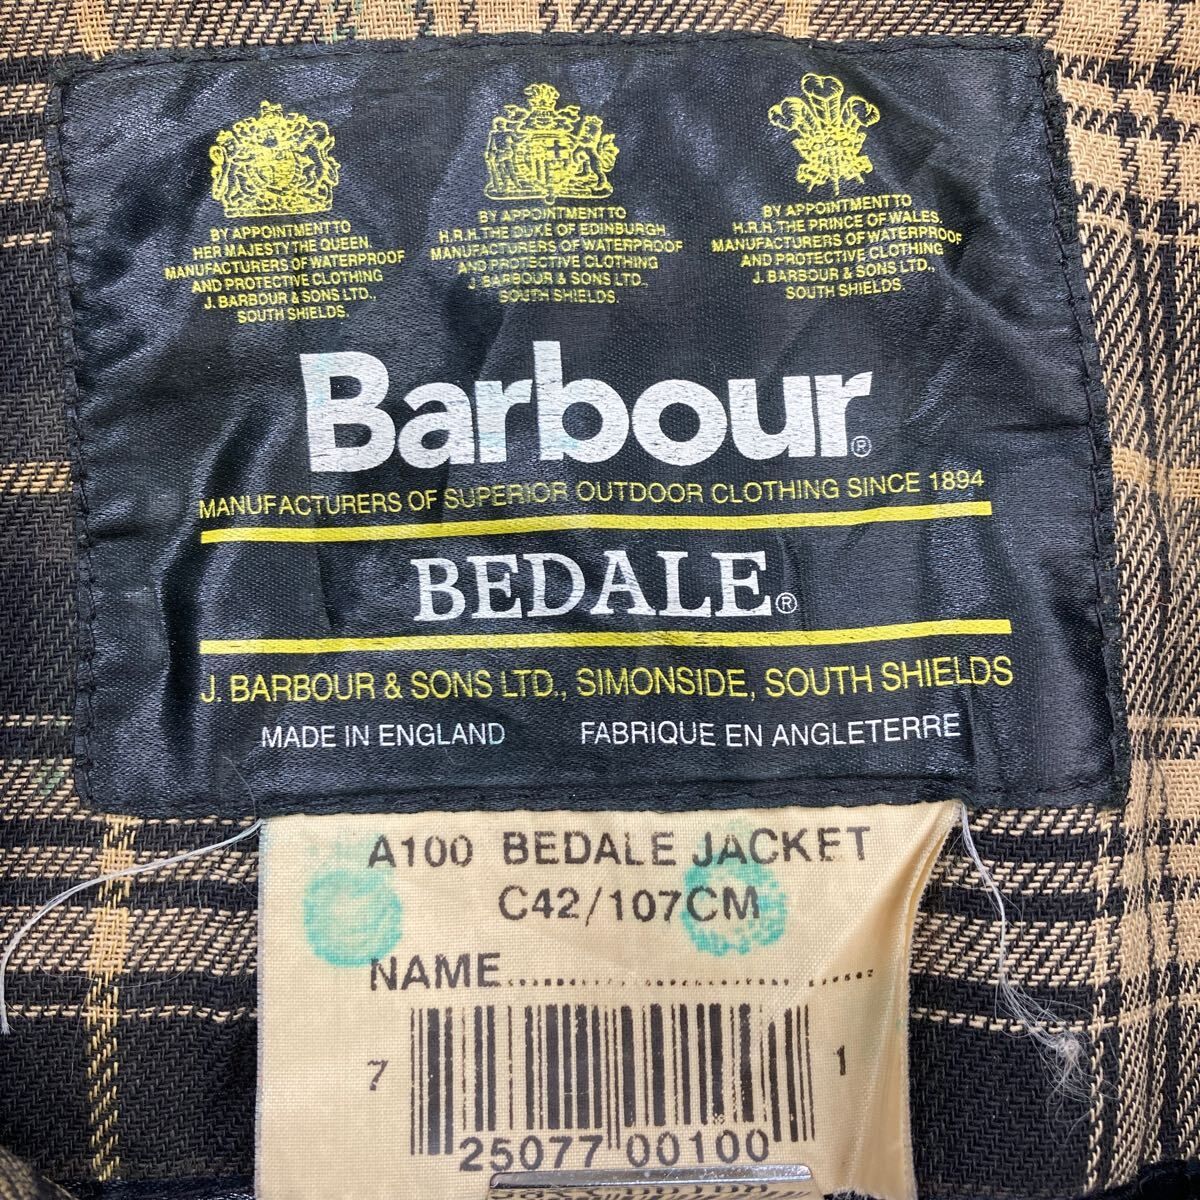 BY APPOINTMENT TO
HER MAJESTY THE QUEEN.
MANUFACTURERS OF WATERPROOF
AND PROTECTIVE CLOTHING
J. BARBOUR & SONS LTD.,
SOUTH SHIELDS.
BY APPOINTMENT TO
H.R.H. THE DUKE OF EDINBURGH
MANUFACTURERS OF WATERPROOF
AND PROTECTIVE CLOTHING
J. BARBOUR & SONS LTD.,
SOUTH SHIELDS.
BY APPOINTMENT TO
H.R.H. THE PRINCE OF WALES.
MANUFACTURERS OF WATERPROOF
AND PROTECTIVE CLOTHING
J. BARBOUR & SONS LTD.,
SOUTH SHIELDS.
Barbour®
MANUFACTURERS OF SUPERIOR OUTDOOR CLOTHING SINCE 1894
BEDALE®
J. BARBOUR & SONS LTD., SIMONSIDE, SOUTH SHIELDS
MADE IN ENGLAND FABRIQUE EN ANGLETERRE
A100 BEDALE JACKET
C42/107CM
NAME..............................
7 25077 00100 1